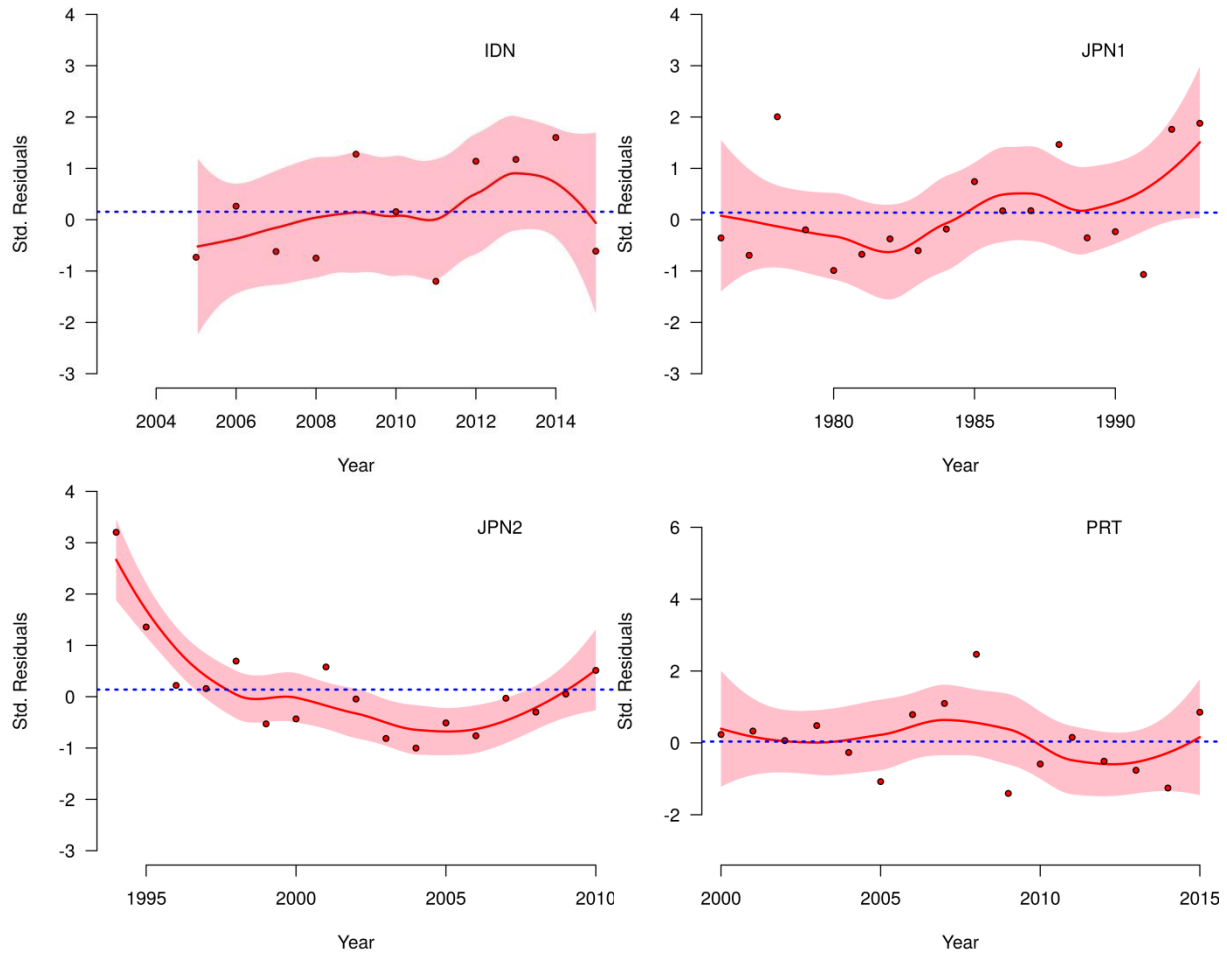 IDN
Std. Residuals
4
3
2
1
0
-1
-2
-3
2004 2006 2008 2010 2012 2014
Year
JPN1
Std. Residuals
4
3
2
1
0
-1
-2
-3
1980 1985 1990
Year
JPN2
Std. Residuals
4
3
2
1
0
-1
-2
-3
1995 2000 2005 2010
Year
PRT
Std. Residuals
6
4
2
0
-2
2000 2005 2010 2015
Year